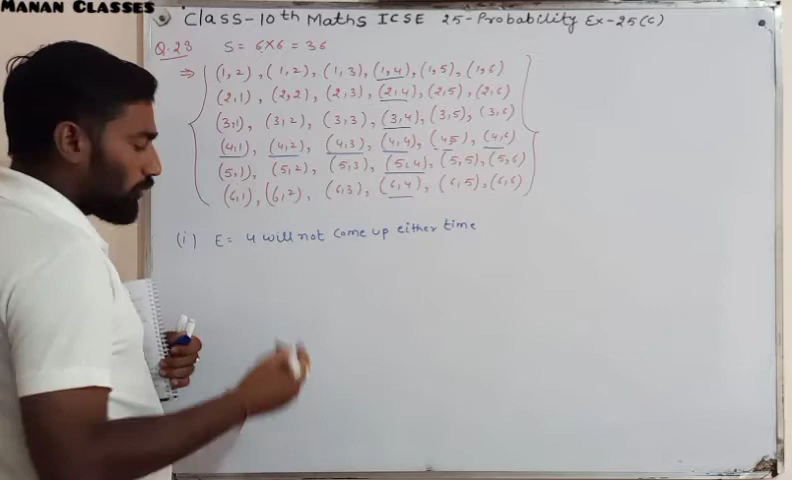 MANAN CLASSES
Class-10th Maths ICSE 25-Probability Ex-25(C)
Q.23 S = 6×6 = 36
⇒ { (1,2), (1,2), (1,3), (1,4), (1,5), (1,6)
(2,1), (2,2), (2,3), (2,4), (2,5), (2,6)
(3,1), (3,2), (3,3), (3,4), (3,5), (3,6)
(4,1), (4,2), (4,3), (4,4), (4,5), (4,6)
(5,1), (5,2), (5,3), (5,4), (5,5), (5,6)
(6,1), (6,2), (6,3), (6,4), (6,5), (6,6) }
(i) E = 4 will not come up either time